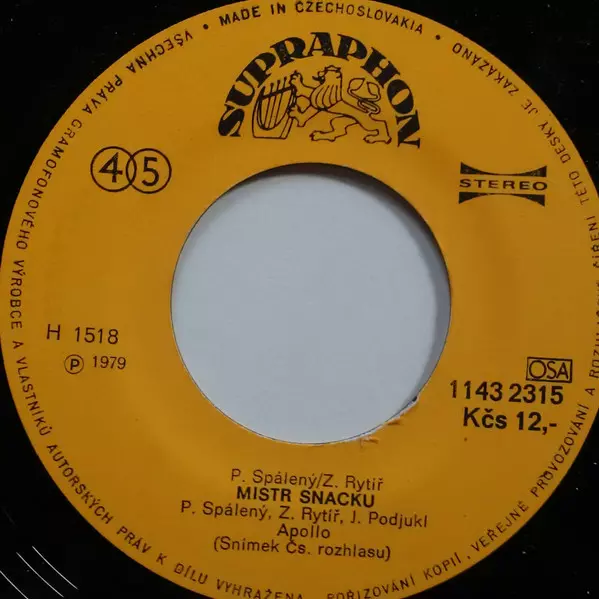 • MADE IN CZECHOSLOVAKIA •
VŠECHNA PRÁVA GRAMOFONOVÉHO VÝROBCE A VLASTNÍKŮ AUTORSKÝCH PRÁV K DÍLU VYHRAŽENA. POŘIZOVÁNÍ KOPIÍ, VEŘEJNÉ PROVOZOVÁNÍ A ŠÍŘENÍ TÉTO DESKY JE ZAKÁZÁNO
SUPRAPHON
45
STEREO
H 1518
Ⓟ 1979
OSA
1143 2315
Kčs 12,-
P. Spálený/Z. Rytíř
MISTR SNACKU
P. Spálený, Z. Rytíř, J. Podjukl
Apollo
(Snímek Čs. rozhlasu)